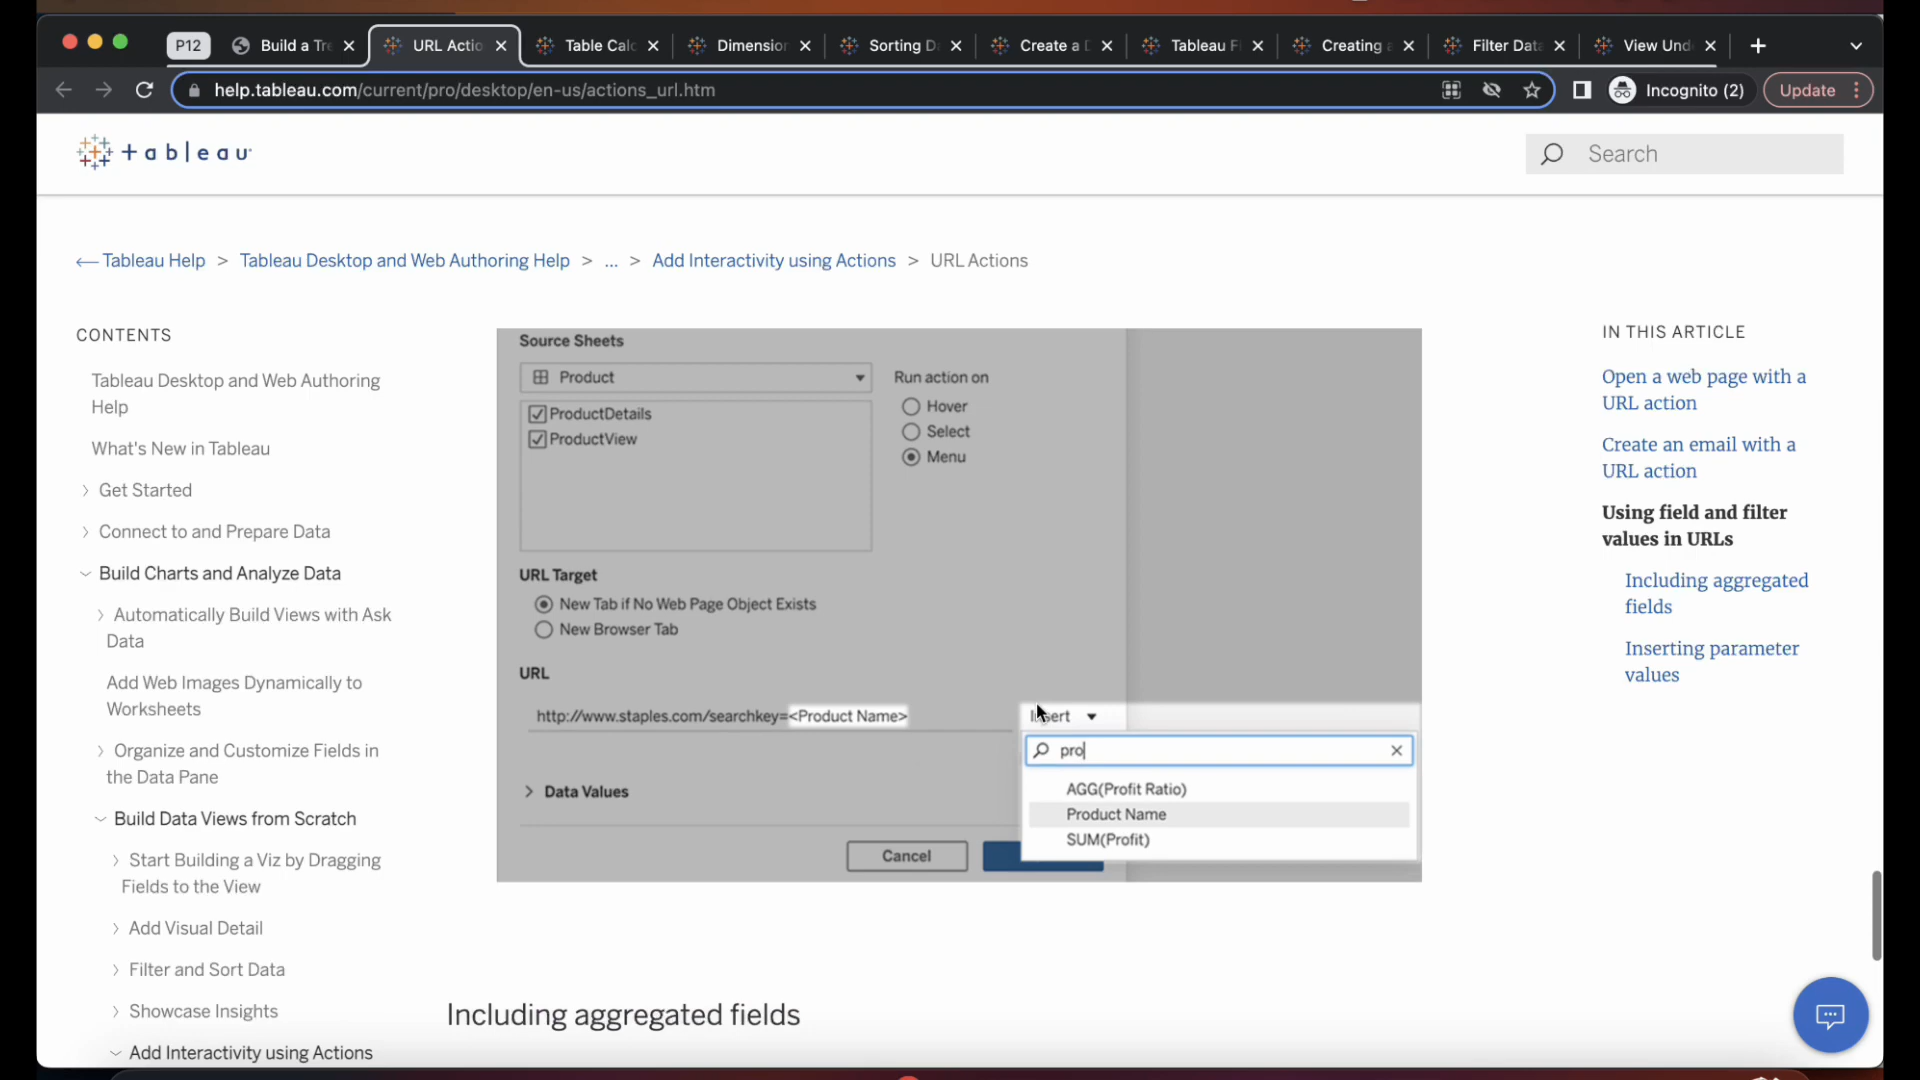 P12
Build a Tre
URL Actio
Table Calc
Dimension
Sorting D
Create a D
Tableau F
Creating a
Filter Data
View Und
help.tableau.com/current/pro/desktop/en-us/actions_url.htm
Incognito (2)
Update
+ a b l e a u
Search
Tableau Help > Tableau Desktop and Web Authoring Help > ... > Add Interactivity using Actions > URL Actions
CONTENTS
Tableau Desktop and Web Authoring
Help
What's New in Tableau
Get Started
Connect to and Prepare Data
Build Charts and Analyze Data
Automatically Build Views with Ask
Data
Add Web Images Dynamically to
Worksheets
Organize and Customize Fields in
the Data Pane
Build Data Views from Scratch
Start Building a Viz by Dragging
Fields to the View
Add Visual Detail
Filter and Sort Data
Showcase Insights
Add Interactivity using Actions
Source Sheets
Product
ProductDetails
ProductView
Run action on
Hover
Select
Menu
URL Target
New Tab if No Web Page Object Exists
New Browser Tab
URL
http://www.staples.com/searchkey=<Product Name>
Insert
pro
AGG(Profit Ratio)
Product Name
SUM(Profit)
Data Values
Cancel
Including aggregated fields
IN THIS ARTICLE
Open a web page with a
URL action
Create an email with a
URL action
Using field and filter
values in URLs
Including aggregated
fields
Inserting parameter
values